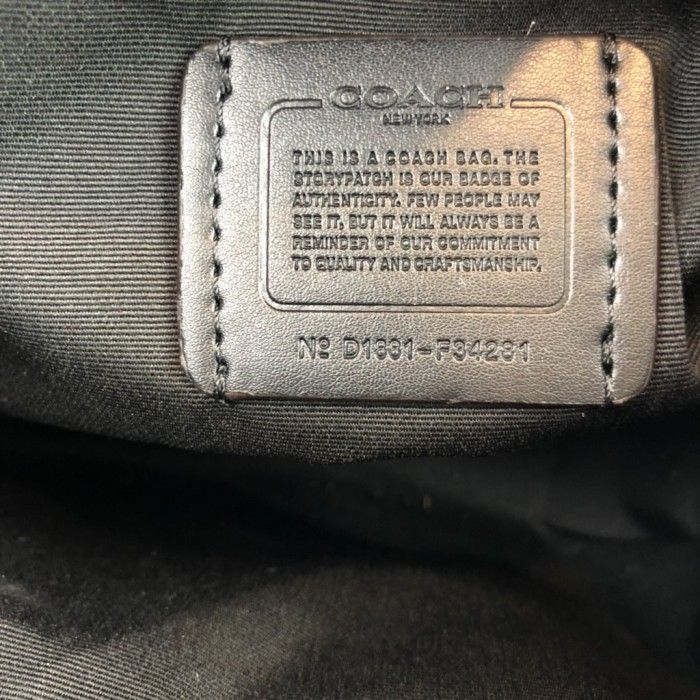 COACH
NEW YORK
THIS IS A COACH BAG. THE
STORYPATCH IS OUR BADGE OF
AUTHENTICITY. FEW PEOPLE MAY
SEE IT, BUT IT WILL ALWAYS BE A
REMINDER OF OUR COMMITMENT
TO QUALITY AND CRAFTSMANSHIP.
Nº D1331-F34281